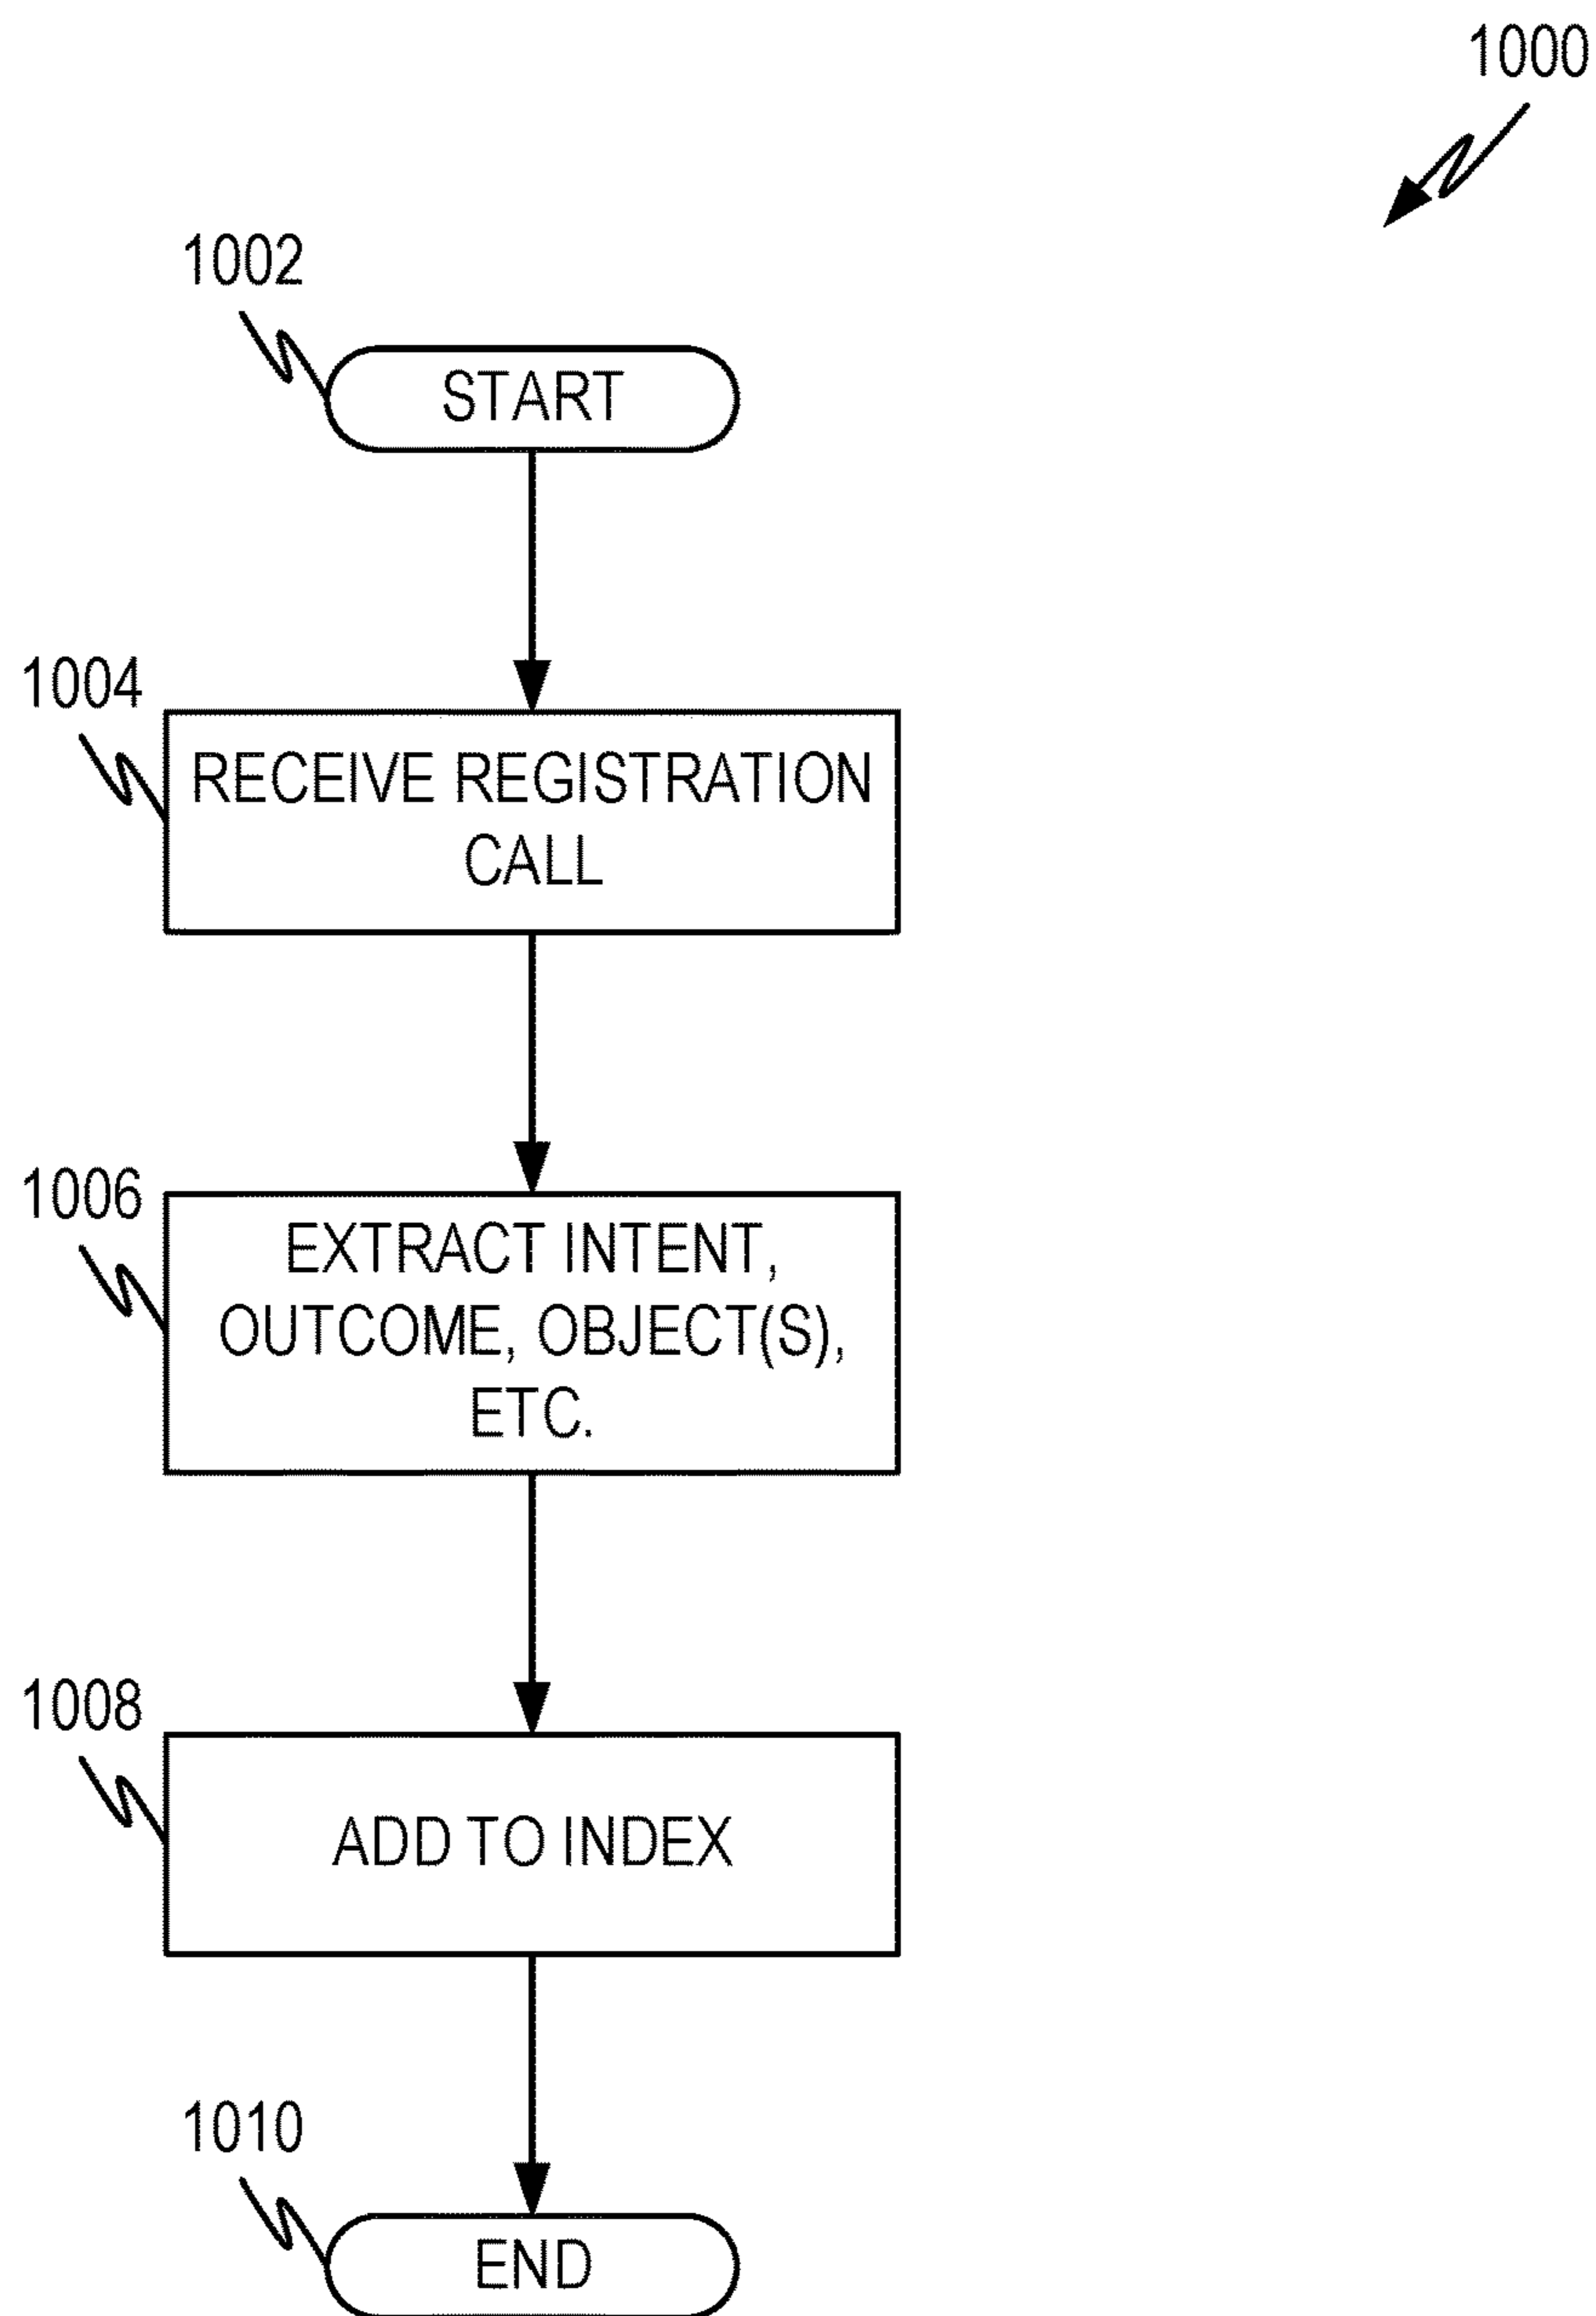 1000
1002
START
1004
RECEIVE REGISTRATION
CALL
1006
EXTRACT INTENT,
OUTCOME, OBJECT(S),
ETC.
1008
ADD TO INDEX
1010
END